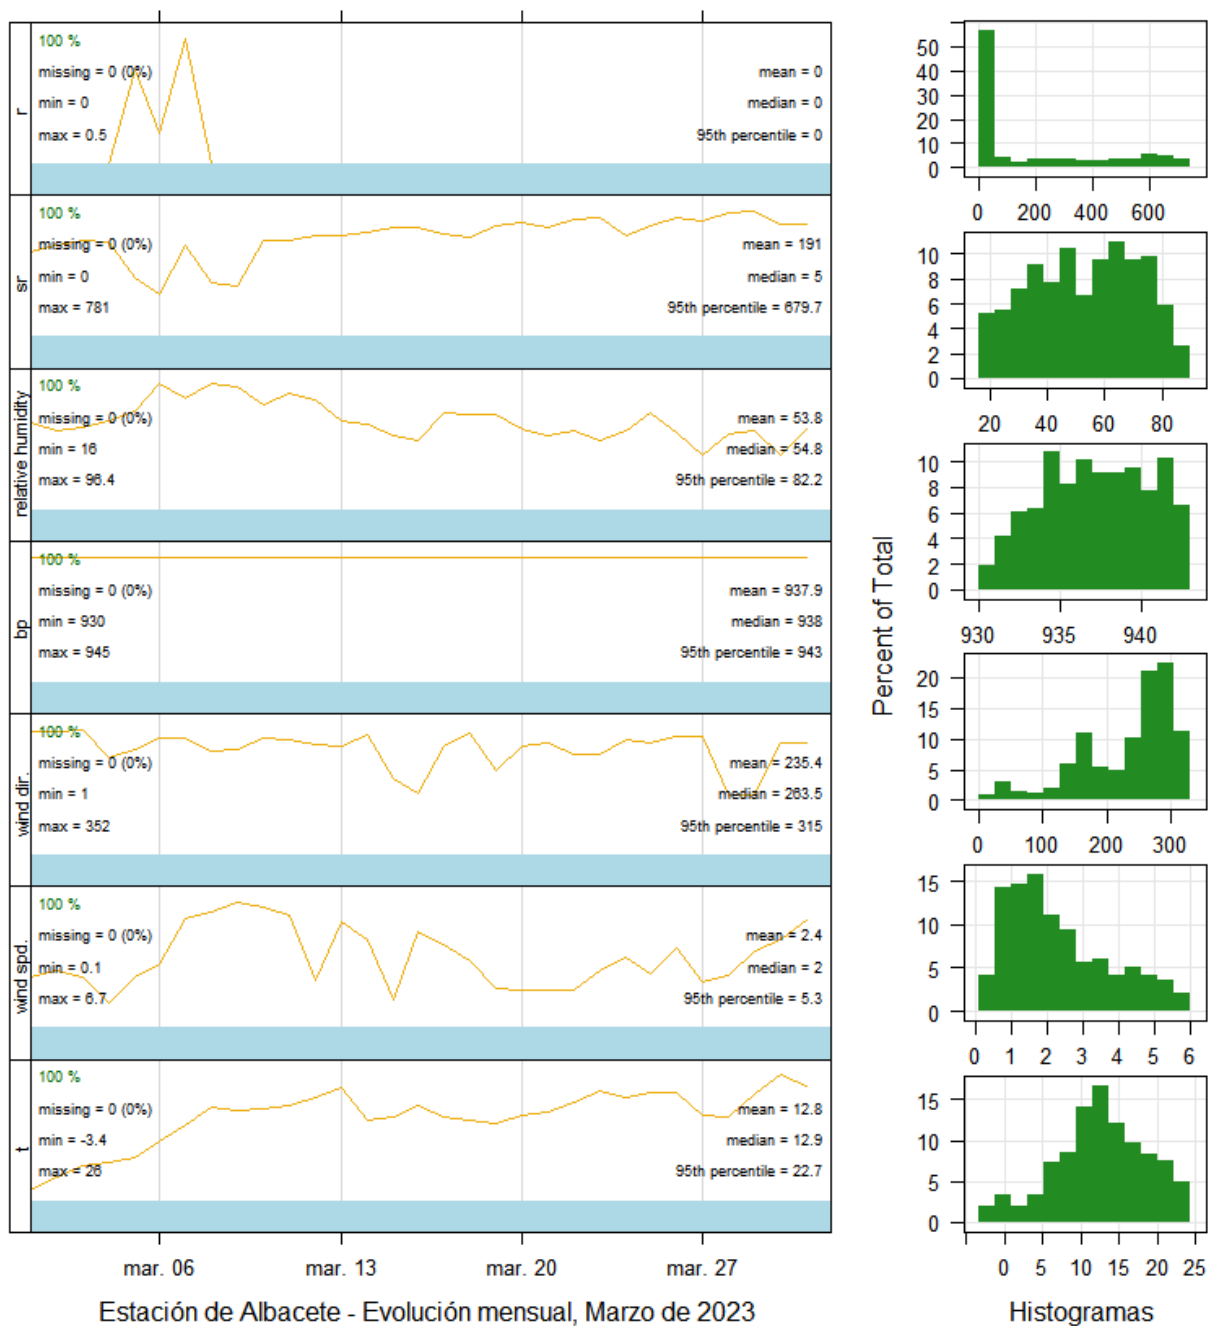 r
100 %
missing = 0 (0%)
min = 0
max = 0.5
mean = 0
median = 0
95th percentile = 0
sr
100 %
missing = 0 (0%)
min = 0
max = 781
mean = 191
median = 5
95th percentile = 679.7
relative humidity
100 %
missing = 0 (0%)
min = 16
max = 96.4
mean = 53.8
median = 54.8
95th percentile = 82.2
bp
100 %
missing = 0 (0%)
min = 930
max = 945
mean = 937.9
median = 938
95th percentile = 943
wind dir.
100 %
missing = 0 (0%)
min = 1
max = 352
mean = 235.4
median = 263.5
95th percentile = 315
wind spd.
100 %
missing = 0 (0%)
min = 0.1
max = 6.7
mean = 2.4
median = 2
95th percentile = 5.3
t
100 %
missing = 0 (0%)
min = -3.4
max = 26
mean = 12.8
median = 12.9
95th percentile = 22.7
mar. 06 mar. 13 mar. 20 mar. 27
Estación de Albacete - Evolución mensual, Marzo de 2023
Percent of Total
50
40
30
20
10
0
0 200 400 600
10
8
6
4
2
0
20 40 60 80
10
8
6
4
2
0
930 935 940
20
15
10
5
0
0 100 200 300
15
10
5
0
0 1 2 3 4 5 6
15
10
5
0
0 5 10 15 20 25
Histogramas